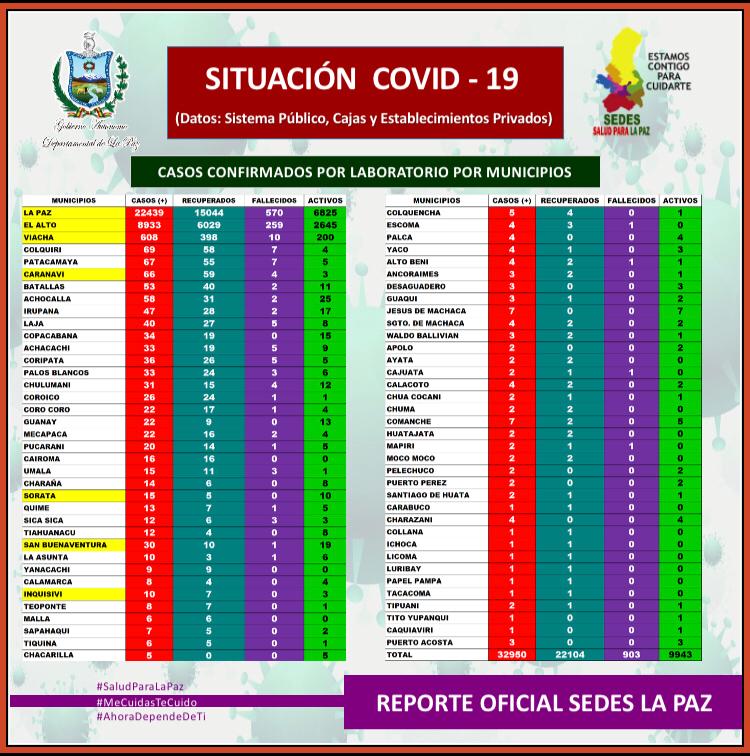 SITUACIÓN COVID - 19
(Datos: Sistema Público, Cajas y Establecimientos Privados)
Gobierno Autónomo
Departamental de La Paz
ESTAMOS
CONTIGO
PARA
CUIDARTE
SEDES
SALUD PARA LA PAZ
CASOS CONFIRMADOS POR LABORATORIO POR MUNICIPIOS
MUNICIPIOS CASOS (+) RECUPERADOS FALLECIDOS ACTIVOS
LA PAZ 22439 15044 570 6825
EL ALTO 8933 6029 259 2645
VIACHA 608 398 10 200
COLQUIRI 69 58 7 4
PATACAMAYA 67 55 7 5
CARANAVI 66 59 4 3
BATALLAS 53 40 2 11
ACHOCALLA 58 31 2 25
IRUPANA 47 28 2 17
LAJA 40 27 5 8
COPACABANA 34 19 0 15
ACHACACHI 33 19 5 9
CORIPATA 36 26 5 5
PALOS BLANCOS 33 24 3 6
CHULUMANI 31 15 4 12
COROICO 26 24 1 1
CORO CORO 22 17 1 4
GUANAY 22 9 0 13
MECAPACA 22 16 2 4
PUCARANI 20 14 1 5
CAIROMA 16 16 0 0
UMALA 15 11 3 1
CHARAÑA 14 6 0 8
SORATA 15 5 0 10
QUIME 13 7 1 5
SICA SICA 12 6 3 3
TIAHUANACU 12 4 0 8
SAN BUENAVENTURA 30 10 1 19
LA ASUNTA 10 3 1 6
YANACACHI 9 9 0 0
CALAMARCA 8 4 0 4
INQUISIVI 10 7 0 3
TEOPONTE 8 7 0 1
MALLA 6 6 0 0
SAPAHAQUI 7 5 0 2
TIQUINA 6 5 0 1
CHACARILLA 5 0 0 5
MUNICIPIOS CASOS (+) RECUPERADOS FALLECIDOS ACTIVOS
COLQUENCHA 5 4 0 1
ESCOMA 4 3 1 0
PALCA 4 0 0 4
YACO 4 1 0 3
ALTO BENI 4 2 1 1
ANCORAIMES 3 2 0 1
DESAGUADERO 3 0 0 3
GUAQUI 3 1 0 2
JESUS DE MACHACA 7 0 0 7
SGTO. DE MACHACA 4 2 0 2
WALDO BALLIVIAN 3 2 0 1
APOLO 2 0 0 2
AYATA 2 2 0 0
CAJUATA 2 1 1 0
CALACOTO 4 2 0 2
CHUA COCANI 2 1 0 1
CHUMA 2 2 0 0
COMANCHE 7 2 0 5
HUATAJATA 2 2 0 0
MAPIRI 2 1 1 0
MOCO MOCO 2 2 0 0
PELECHUCO 2 0 0 2
PUERTO PEREZ 2 0 0 2
SANTIAGO DE HUATA 2 1 0 1
CARABUCO 1 1 0 0
CHARAZANI 4 0 0 4
COLLANA 1 1 0 0
ICHOCA 1 1 0 0
LICOMA 1 1 0 0
LURIBAY 1 1 0 0
PAPEL PAMPA 1 1 0 0
TACACOMA 1 1 0 0
TIPUANI 2 1 0 1
TITO YUPANQUI 1 0 0 1
CAQUIAVIRI 1 0 0 1
PUERTO ACOSTA 3 0 0 3
TOTAL 32950 22104 903 9943
#SaludParaLaPaz
#MeCuidasTeCuido
#AhoraDependeDeTi
REPORTE OFICIAL SEDES LA PAZ